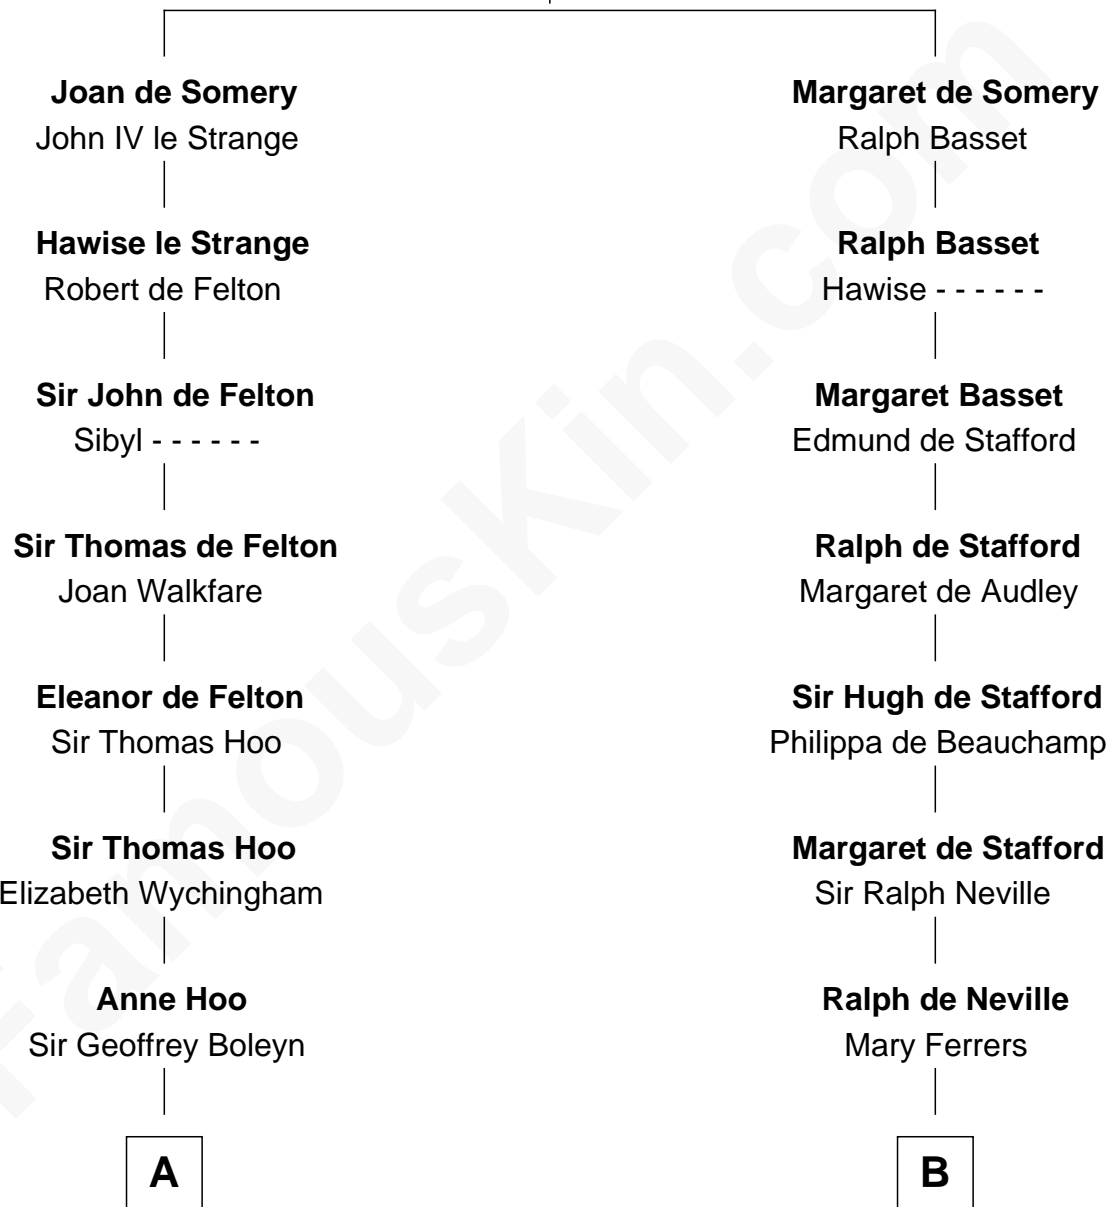 Joan de Somery
John IV le Strange
Hawise le Strange
Robert de Felton
Sir John de Felton
Sibyl - - - - - -
Sir Thomas de Felton
Joan Walkfare
Eleanor de Felton
Sir Thomas Hoo
Sir Thomas Hoo
Elizabeth Wychingham
Anne Hoo
Sir Geoffrey Boleyn
A
Margaret de Somery
Ralph Basset
Ralph Basset
Hawise - - - - - -
Margaret Basset
Edmund de Stafford
Ralph de Stafford
Margaret de Audley
Sir Hugh de Stafford
Philippa de Beauchamp
Margaret de Stafford
Sir Ralph Neville
Ralph de Neville
Mary Ferrers
B
FamousKin.com